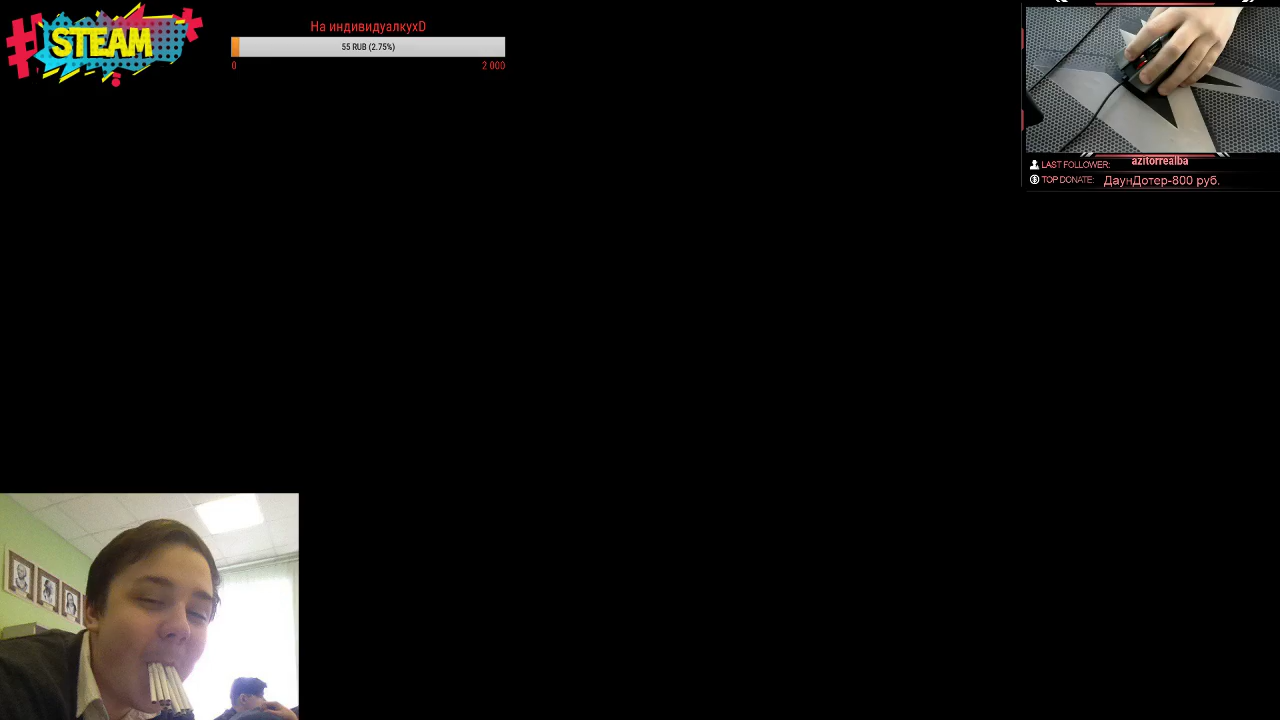 STEAM
На индивидуалкухD
55 RUB (2.75%)
0 2 000
LAST FOLLOWER: azitorrealba
TOP DONATE: ДаунДотер-800 руб.